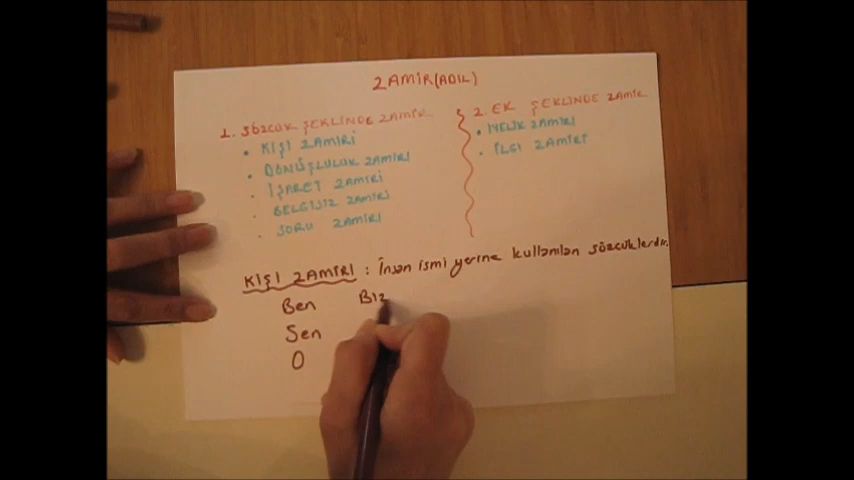 ZAMİR(ADIL)
1. SÖZCÜK ŞEKLİNDE ZAMİR
• KİŞİ ZAMİRİ
• DÖNÜŞLÜLÜK ZAMİRİ
• İŞARET ZAMİRİ
• BELGİSİZ ZAMİRİ
• SORU ZAMIRI
2. EK ŞEKLİNDE ZAMİR
• İYELİK ZAMİRİ
• İLGİ ZAMİRİ
KİŞİ ZAMİRİ : İnsan ismi yerine kullanılan sözcüklerdir.
Ben Biz
Sen
O